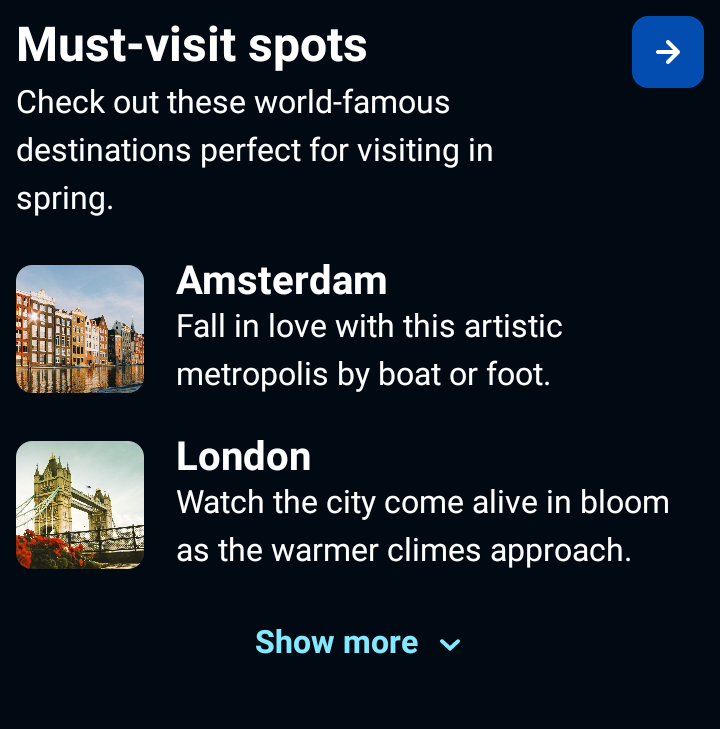 Must-visit spots
Check out these world-famous
destinations perfect for visiting in
spring.
Amsterdam
Fall in love with this artistic
metropolis by boat or foot.
London
Watch the city come alive in bloom
as the warmer climes approach.
Show more